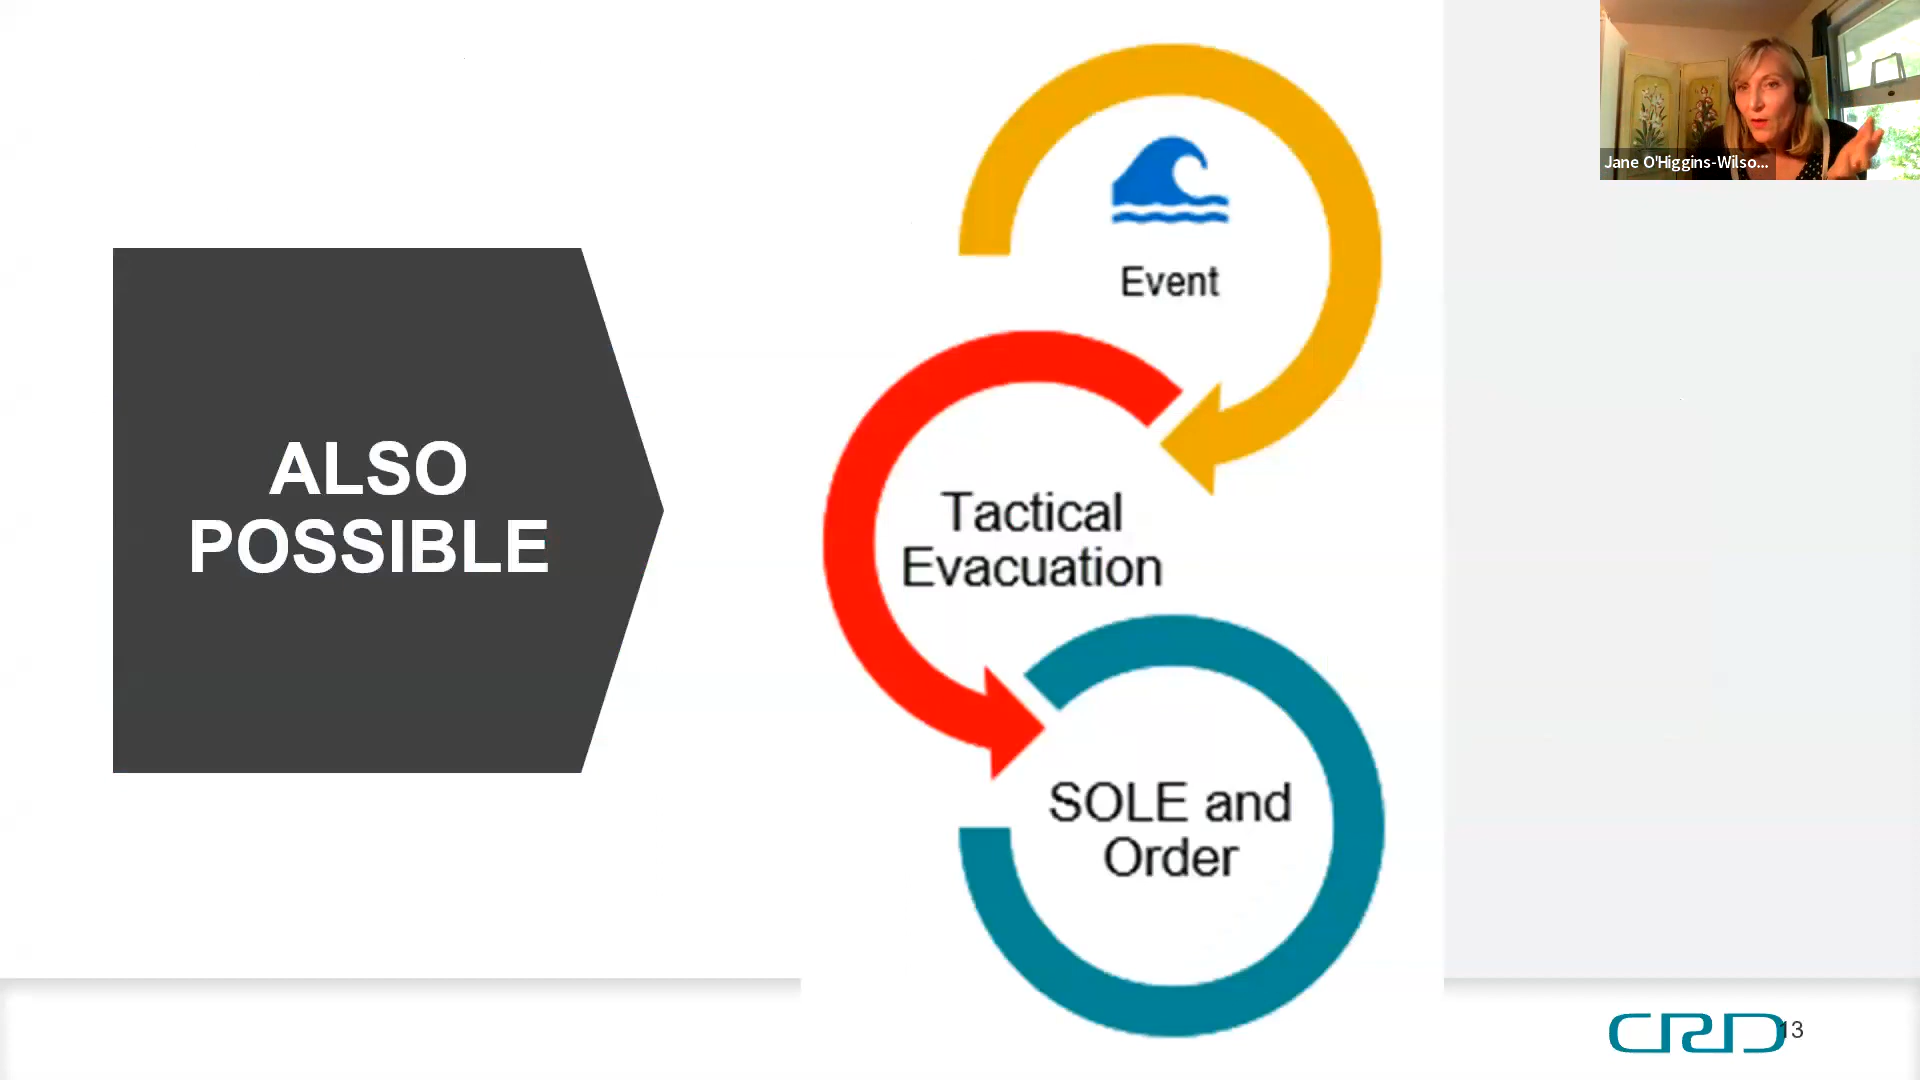 ALSO
POSSIBLE
Event
Tactical
Evacuation
SOLE and
Order
Jane O'Higgins-Wilso...
CRD
13